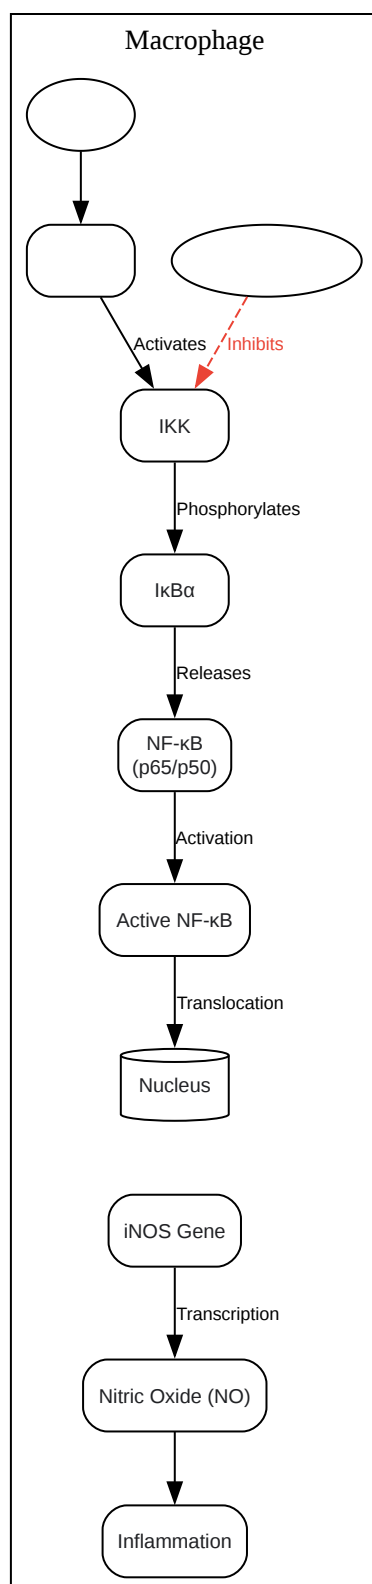 Macrophage
Activates
Inhibits
IKK
Phosphorylates
IκBα
Releases
NF-κB
(p65/p50)
Activation
Active NF-κB
Translocation
Nucleus
iNOS Gene
Transcription
Nitric Oxide (NO)
Inflammation